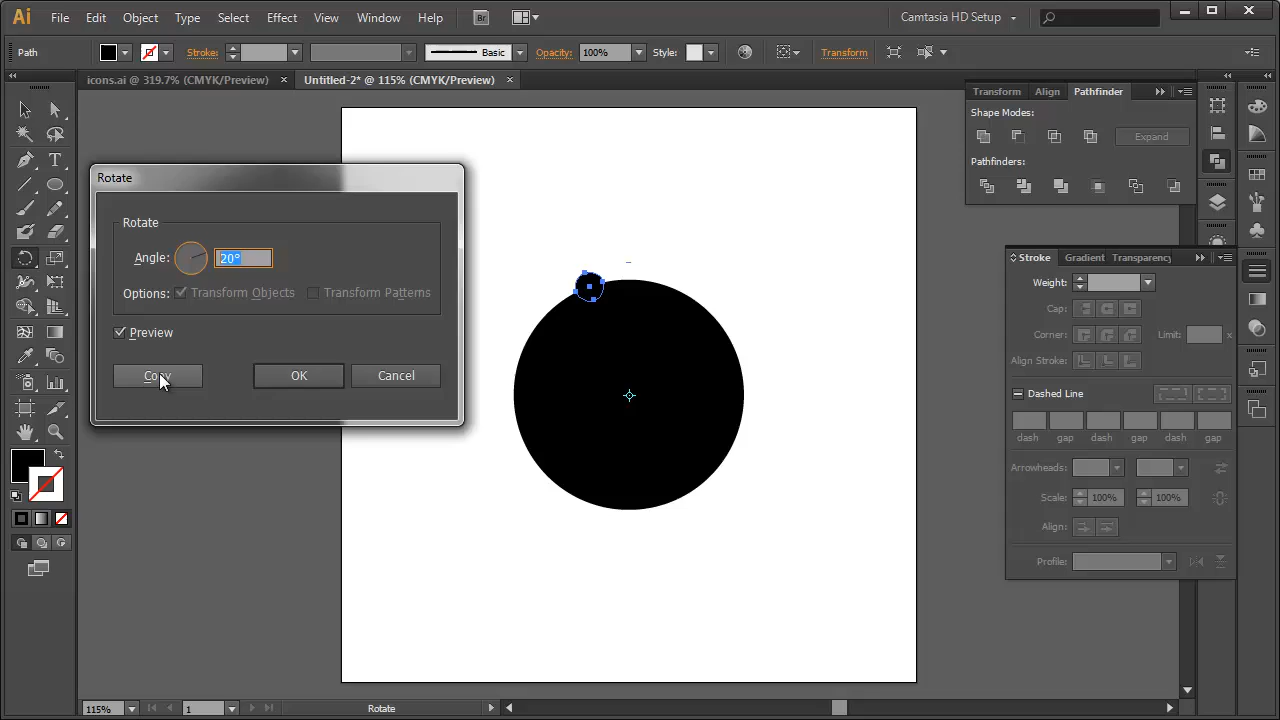 Ai File Edit Object Type Select Effect View Window Help Br Camtasia HD Setup
Path Stroke: Basic Opacity: 100% Style: Transform
icons.ai @ 319.7% (CMYK/Preview) × Untitled-2* @ 115% (CMYK/Preview) ×
Transform Align Pathfinder
Shape Modes:
Expand
Pathfinders:
Rotate
Rotate
Angle: 20°
Options: Transform Objects Transform Patterns
Preview
Copy OK Cancel
Stroke Gradient Transparency
Weight:
Cap:
Corner: Limit: x
Align Stroke:
Dashed Line
dash gap dash gap dash gap
Arrowheads:
Scale: 100% 100%
Align:
Profile:
115% 1 Rotate